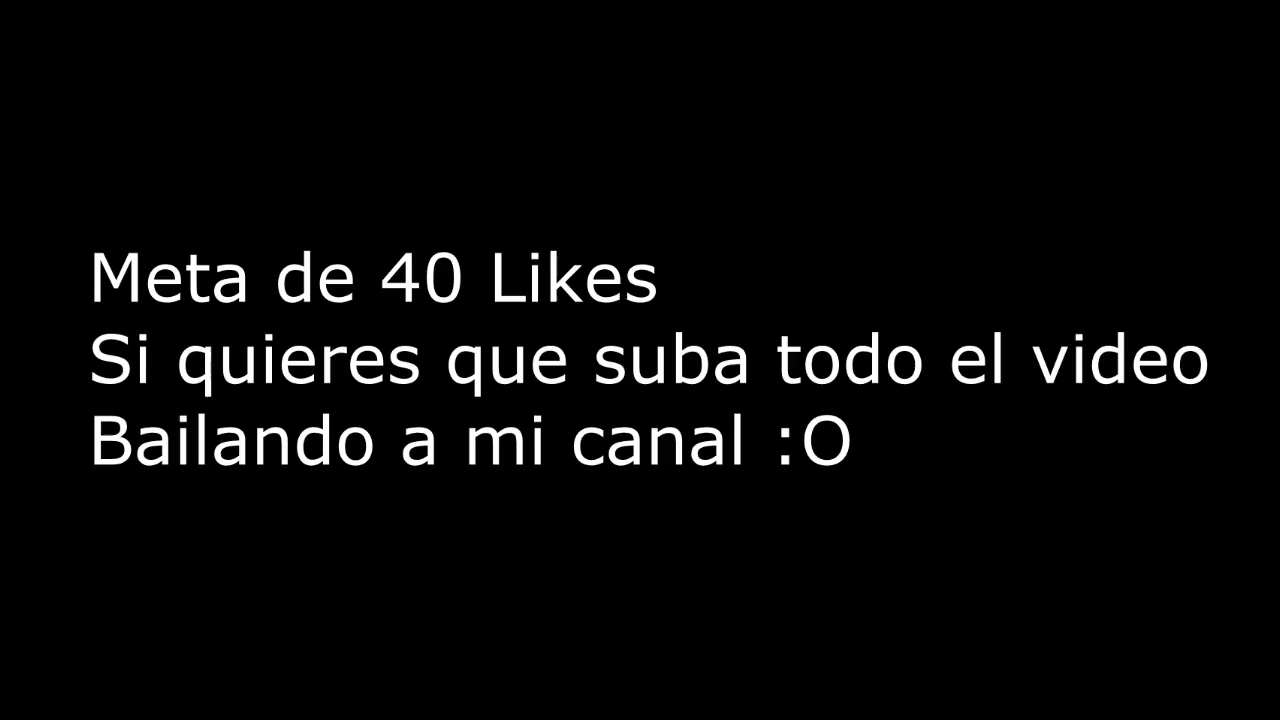 Meta de 40 Likes
Si quieres que suba todo el video
Bailando a mi canal :O